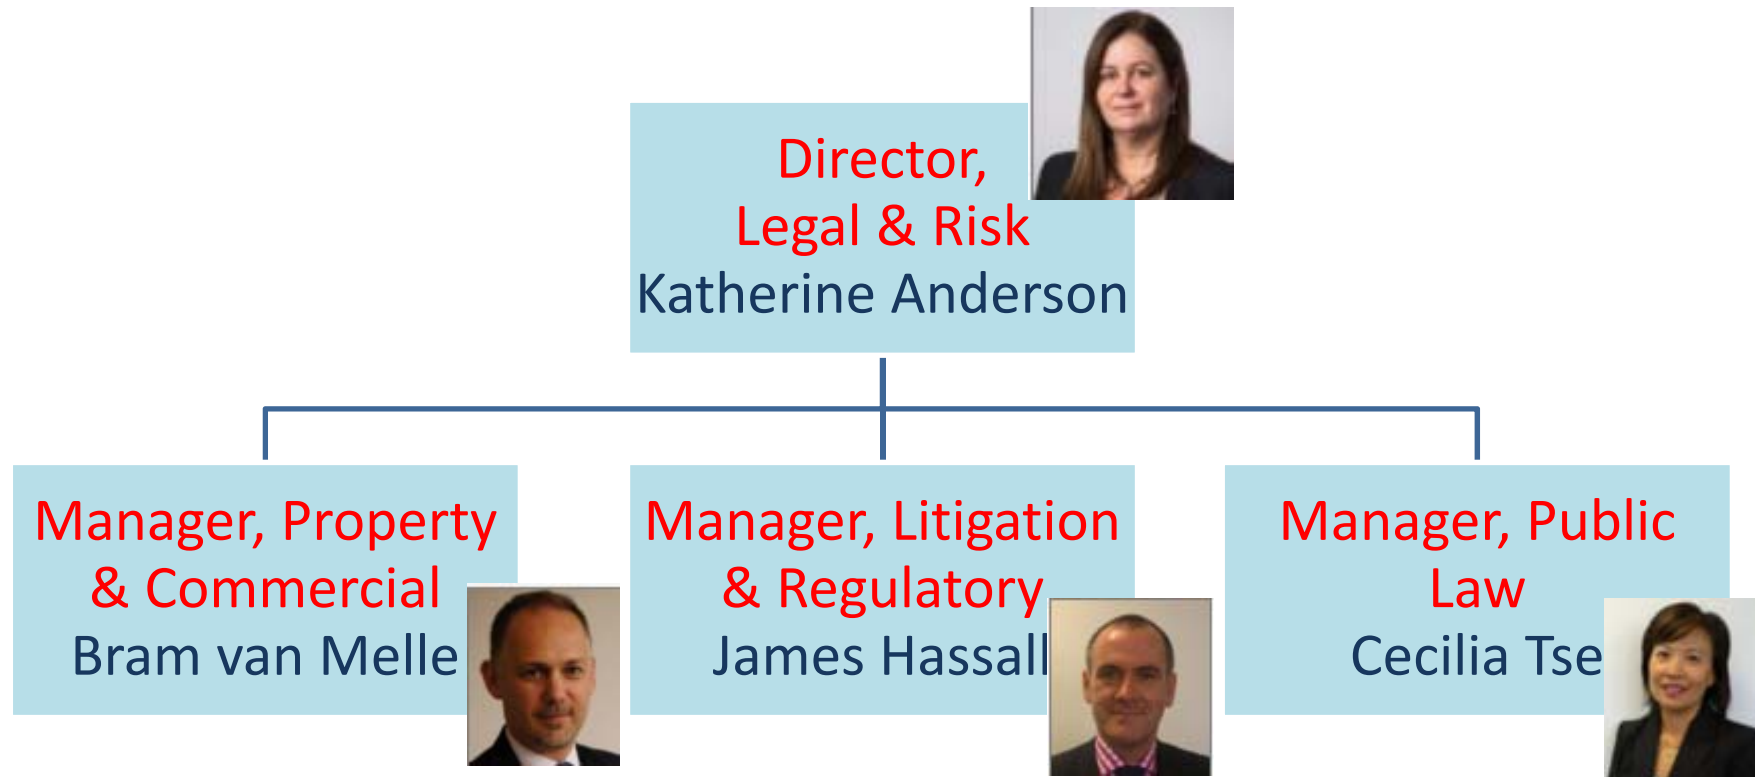 Director,
Legal & Risk
Katherine Anderson
Manager, Property
& Commercial
Bram van Melle
Manager, Litigation
& Regulatory
James Hassall
Manager, Public
Law
Cecilia Tse